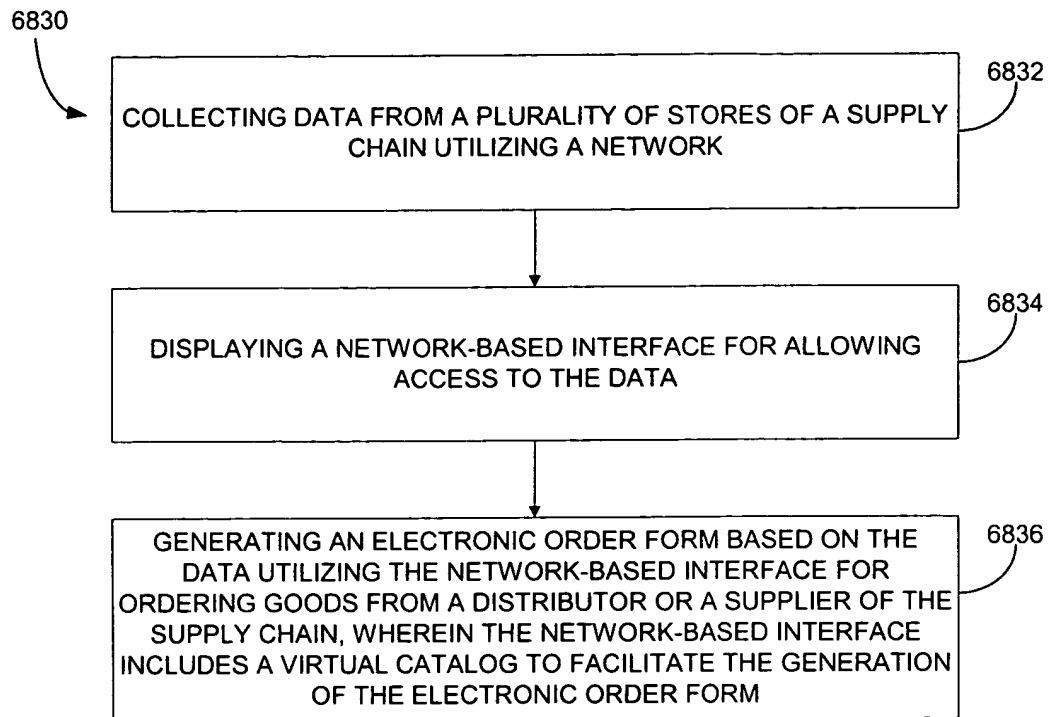 6830
6832
COLLECTING DATA FROM A PLURALITY OF STORES OF A SUPPLY
CHAIN UTILIZING A NETWORK
6834
DISPLAYING A NETWORK-BASED INTERFACE FOR ALLOWING
ACCESS TO THE DATA
6836
GENERATING AN ELECTRONIC ORDER FORM BASED ON THE
DATA UTILIZING THE NETWORK-BASED INTERFACE FOR
ORDERING GOODS FROM A DISTRIBUTOR OR A SUPPLIER OF THE
SUPPLY CHAIN, WHEREIN THE NETWORK-BASED INTERFACE
INCLUDES A VIRTUAL CATALOG TO FACILITATE THE GENERATION
OF THE ELECTRONIC ORDER FORM